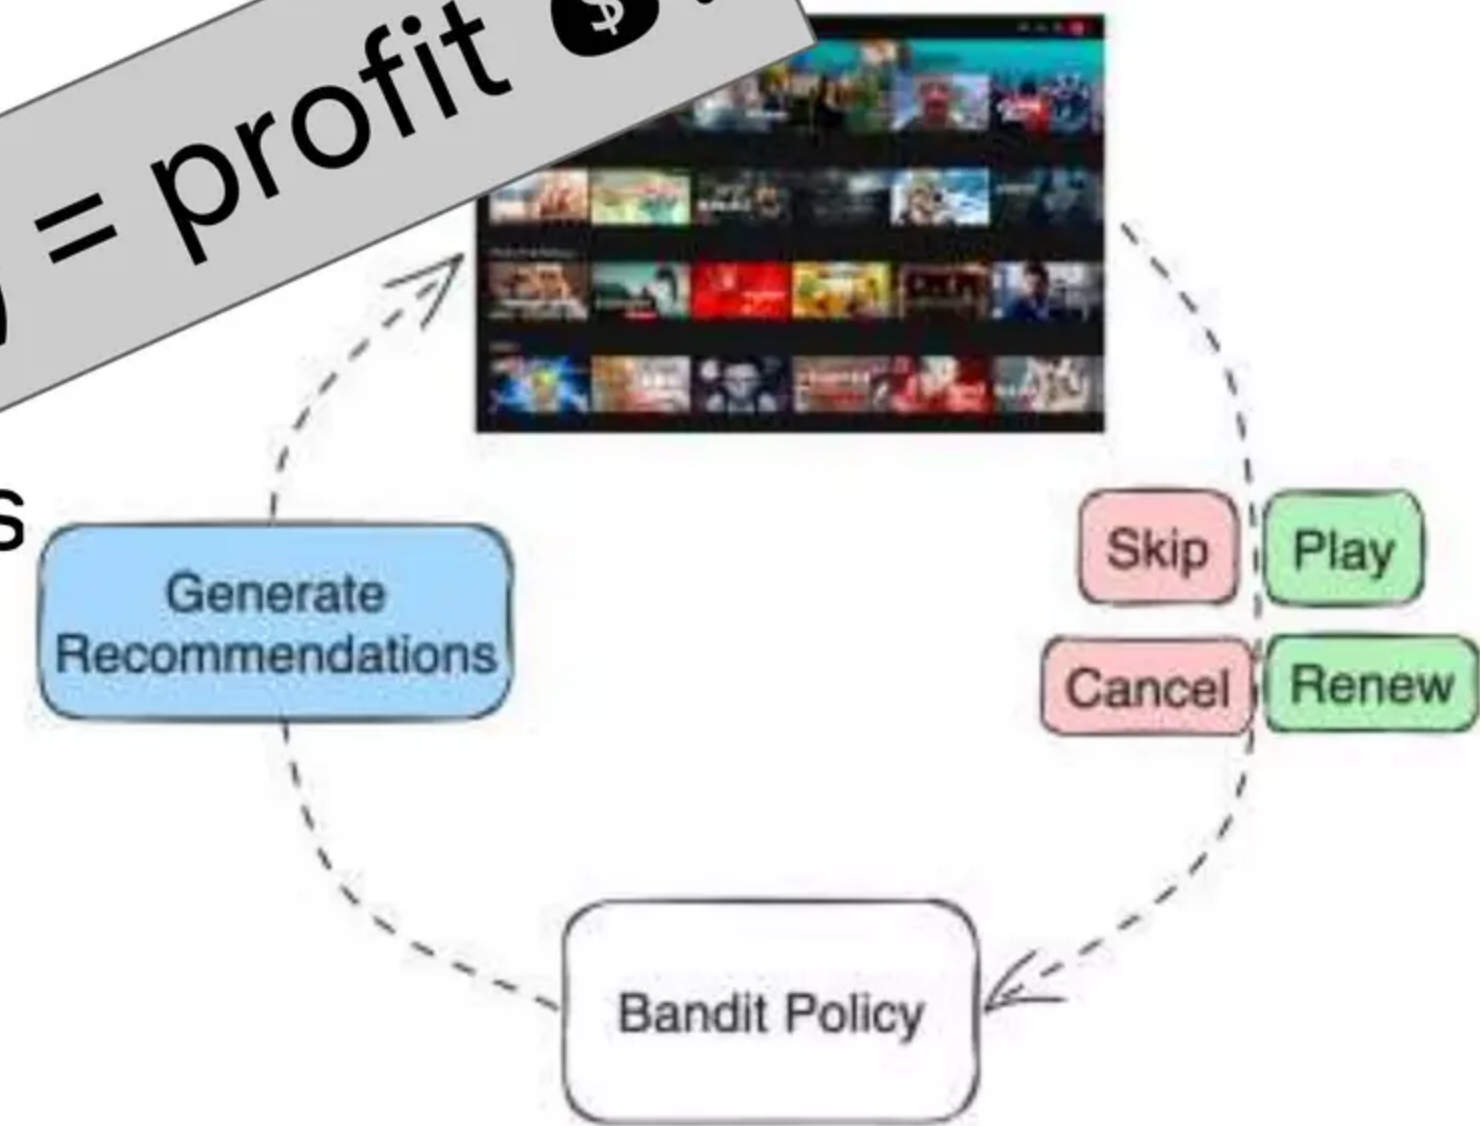 = profit 💰
s
Generate
Recommendations
Skip
Play
Cancel
Renew
Bandit Policy